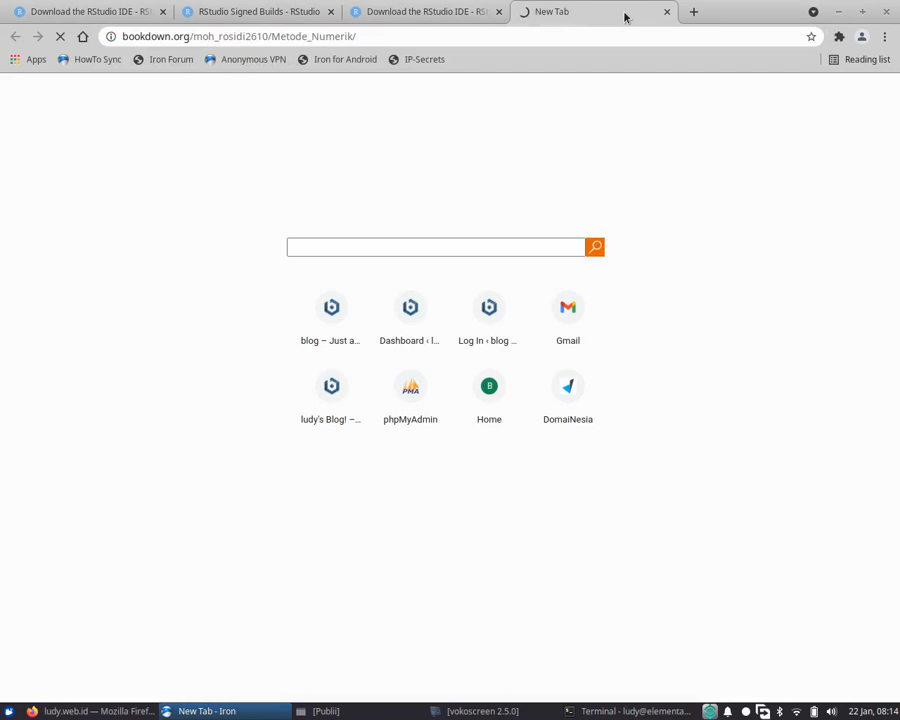 Download the RStudio IDE - RSt
RStudio Signed Builds - RStudio
Download the RStudio IDE - RSt
New Tab
bookdown.org/moh_rosidi2610/Metode_Numerik/
Apps
HowTo Sync
Iron Forum
Anonymous VPN
Iron for Android
IP-Secrets
Reading list
blog – Just a...
Dashboard ‹ l...
Log In ‹ blog ...
Gmail
B
ludy's Blog! –...
phpMyAdmin
PMA
Home
DomaiNesia
ludy.web.id — Mozilla Firef...
New Tab - Iron
[Publii]
[vokoscreen 2.5.0]
Terminal - ludy@elementa...
22 Jan, 08:14